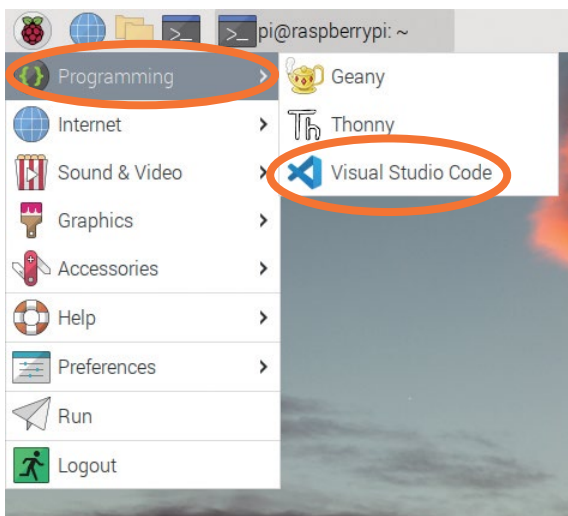 pi@raspberrypi: ~
Programming
Geany
Internet
Thonny
Sound & Video
Visual Studio Code
Graphics
Accessories
Help
Preferences
Run
Logout